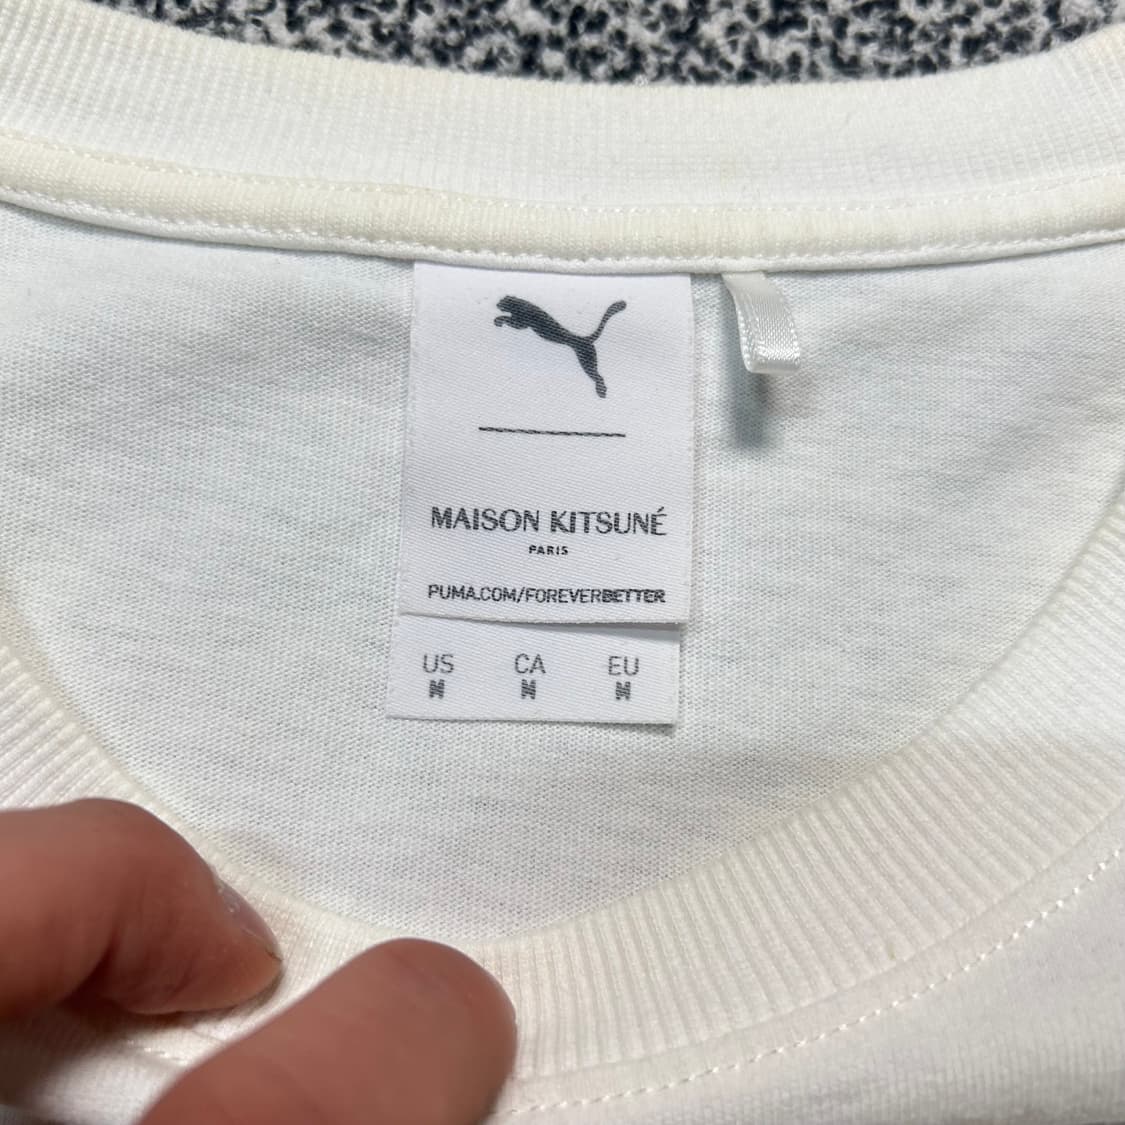 MAISON KITSUNÉ
PARIS
PUMA.COM/FOREVERBETTER
US CA EU
M M M